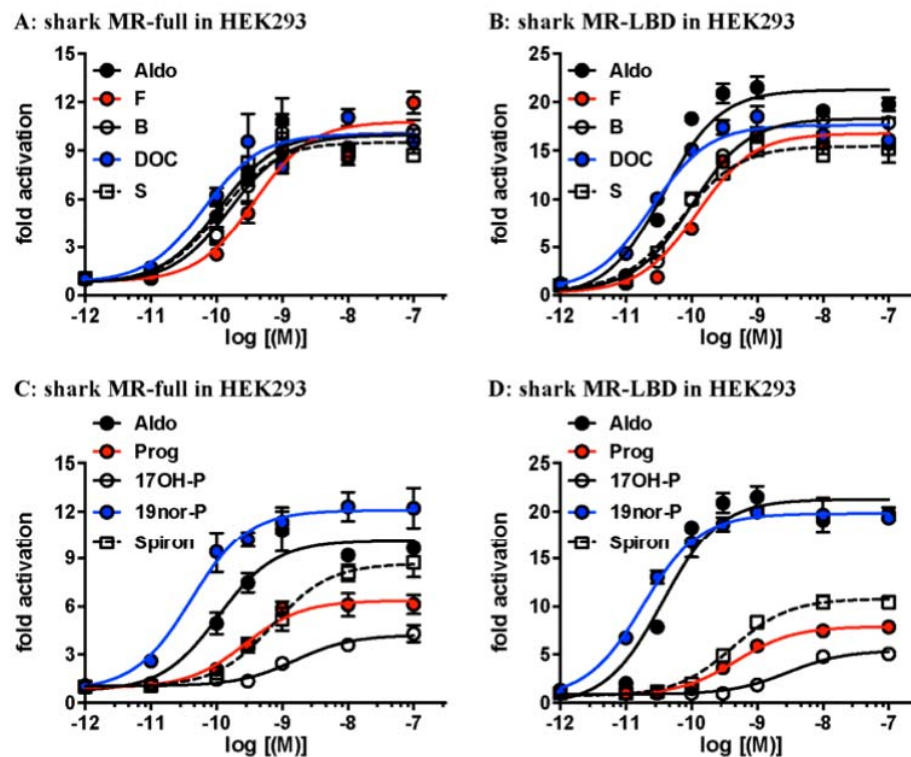 A: shark MR-full in HEK293
15
12
9
6
3
0
fold activation
Aldo
F
B
DOC
S
-12 -11 -10 -9 -8 -7
log [(M)]
B: shark MR-LBD in HEK293
25
20
15
10
5
0
fold activation
Aldo
F
B
DOC
S
-12 -11 -10 -9 -8 -7
log [(M)]
C: shark MR-full in HEK293
Aldo
Prog
17OH-P
19nor-P
Spiron
15
12
9
6
3
0
fold activation
-12 -11 -10 -9 -8 -7
log [(M)]
D: shark MR-LBD in HEK293
Aldo
Prog
17OH-P
19nor-P
Spiron
25
20
15
10
5
0
fold activation
-12 -11 -10 -9 -8 -7
log [(M)]